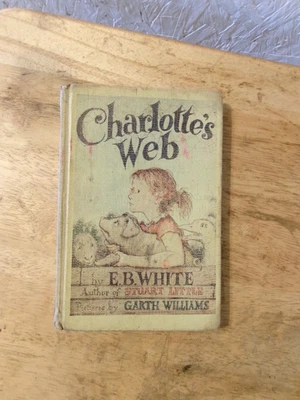 Charlotte's
Web
by E.B. WHITE
Author of STUART LITTLE
Pictures by GARTH WILLIAMS